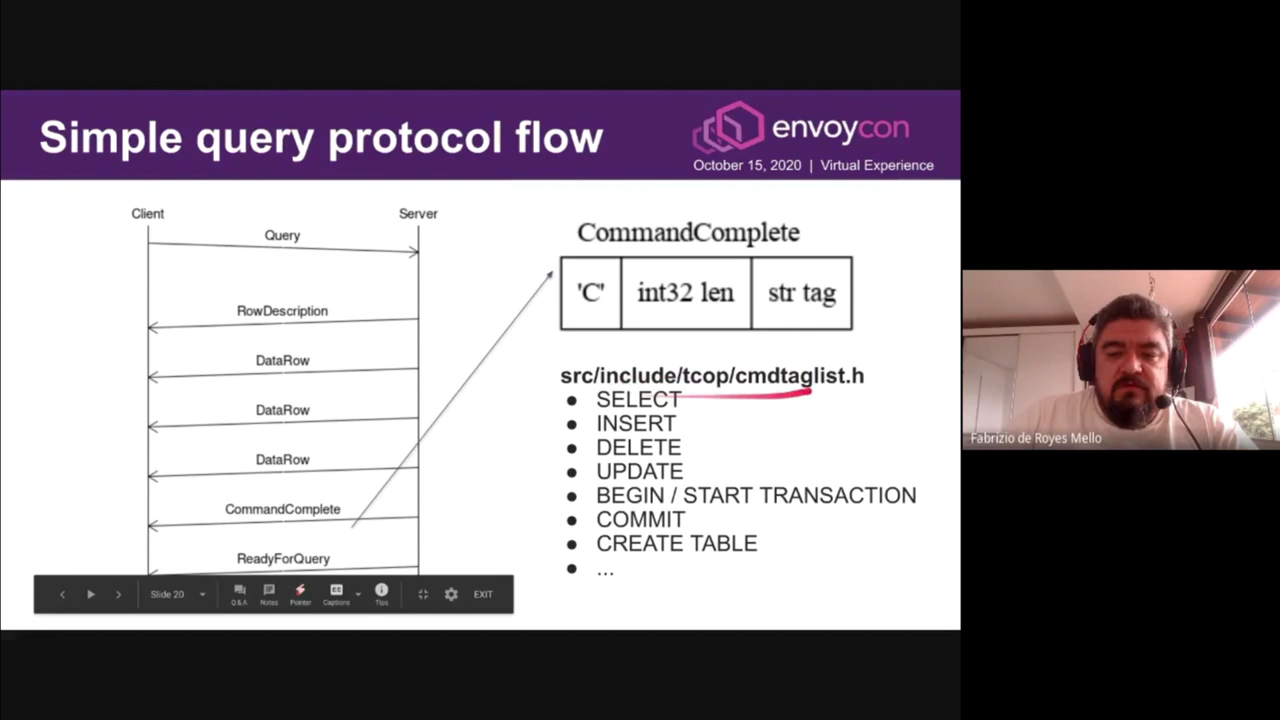 Simple query protocol flow
envoycon
October 15, 2020 | Virtual Experience
Client
Server
Query
RowDescription
DataRow
DataRow
DataRow
CommandComplete
ReadyForQuery
CommandComplete
'C' int32 len str tag
src/include/tcop/cmdtaglist.h
● SELECT
● INSERT
● DELETE
● UPDATE
● BEGIN / START TRANSACTION
● COMMIT
● CREATE TABLE
● ...
Slide 20
Q & A
Notes
Pointer
Captions
Tips
EXIT
Fabrízio de Royes Mello